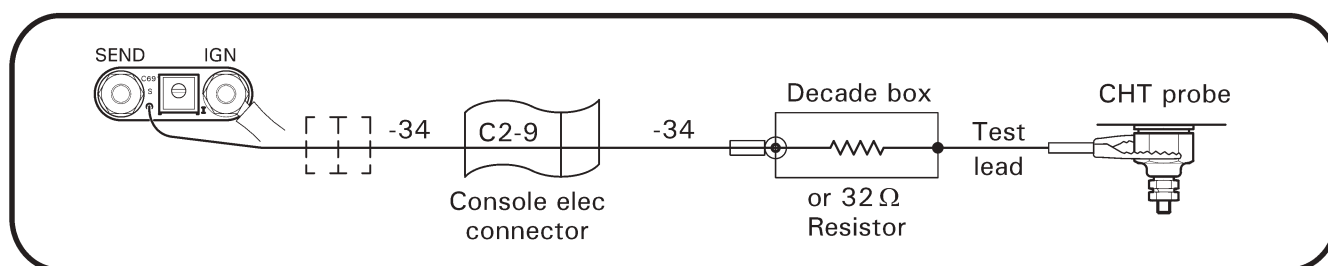 SEND IGN
C69
S I
-34 C2-9 -34
Console elec
connector
Decade box
or 32 Ω
Resistor
Test
lead
CHT probe